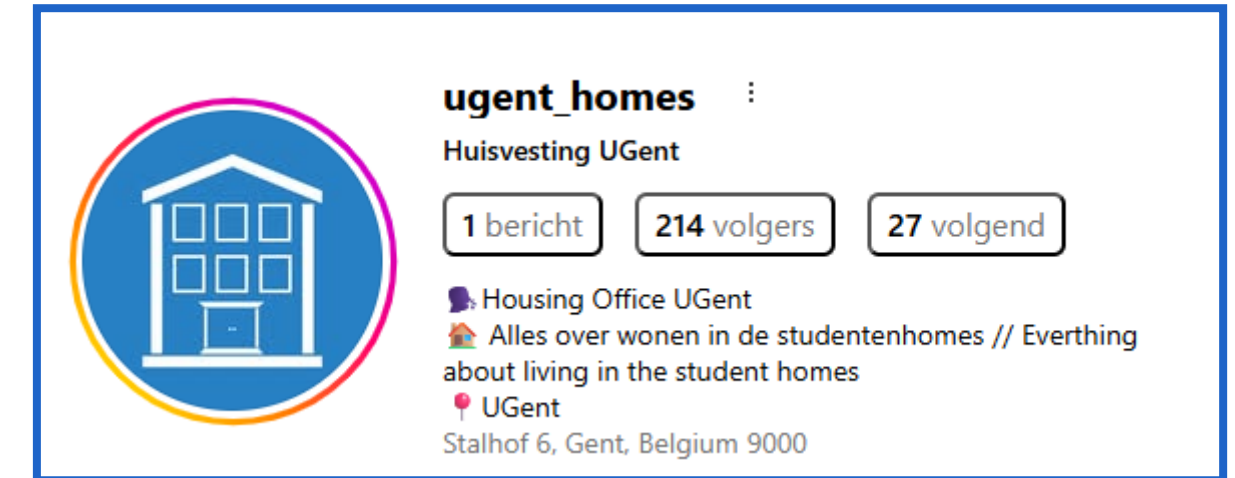 ugent_homes
Huisvesting UGent
1 bericht 214 volgers 27 volgend
🗣Housing Office UGent
🏠 Alles over wonen in de studentenhomes // Everthing
about living in the student homes
📍 UGent
Stalhof 6, Gent, Belgium 9000